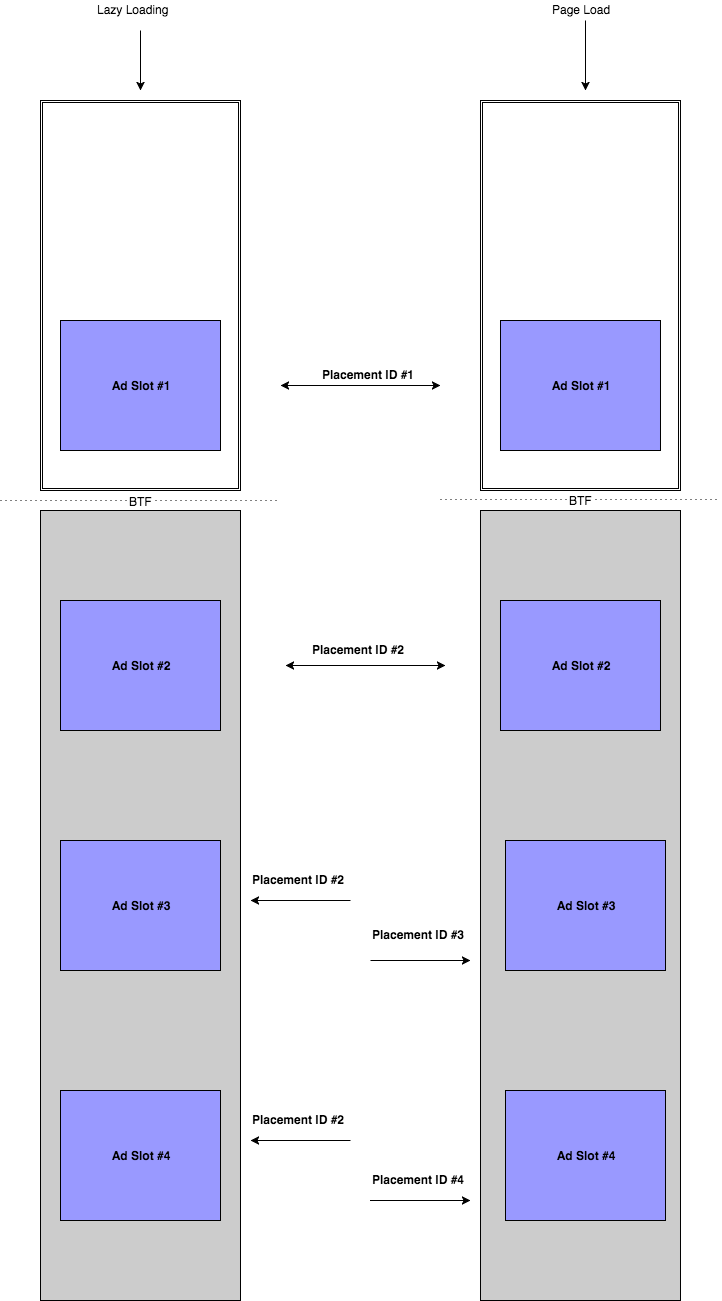 Lazy Loading
Page Load
Ad Slot #1
Placement ID #1
Ad Slot #1
BTF
BTF
Ad Slot #2
Placement ID #2
Ad Slot #2
Ad Slot #3
Placement ID #2
Placement ID #3
Ad Slot #3
Ad Slot #4
Placement ID #2
Placement ID #4
Ad Slot #4